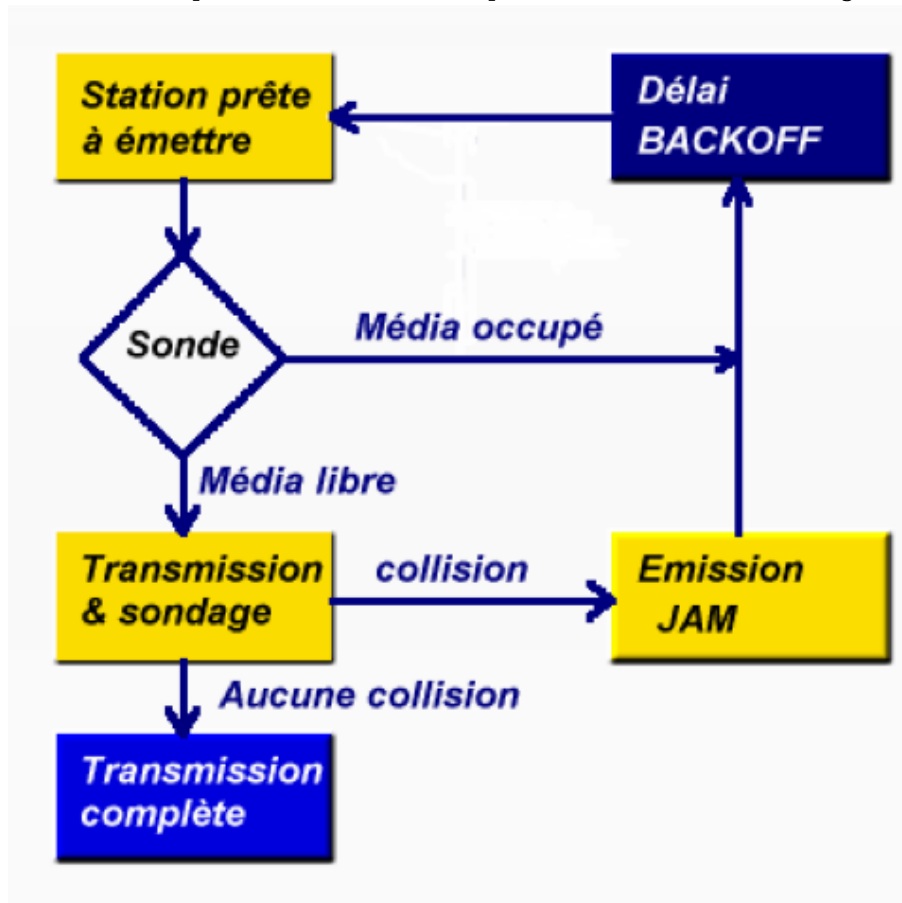 Station prête
à émettre
Délai
BACKOFF
Média occupé
Sonde
Média libre
Transmission
& sondage
collision
Emission
JAM
Aucune collision
Transmission
complète